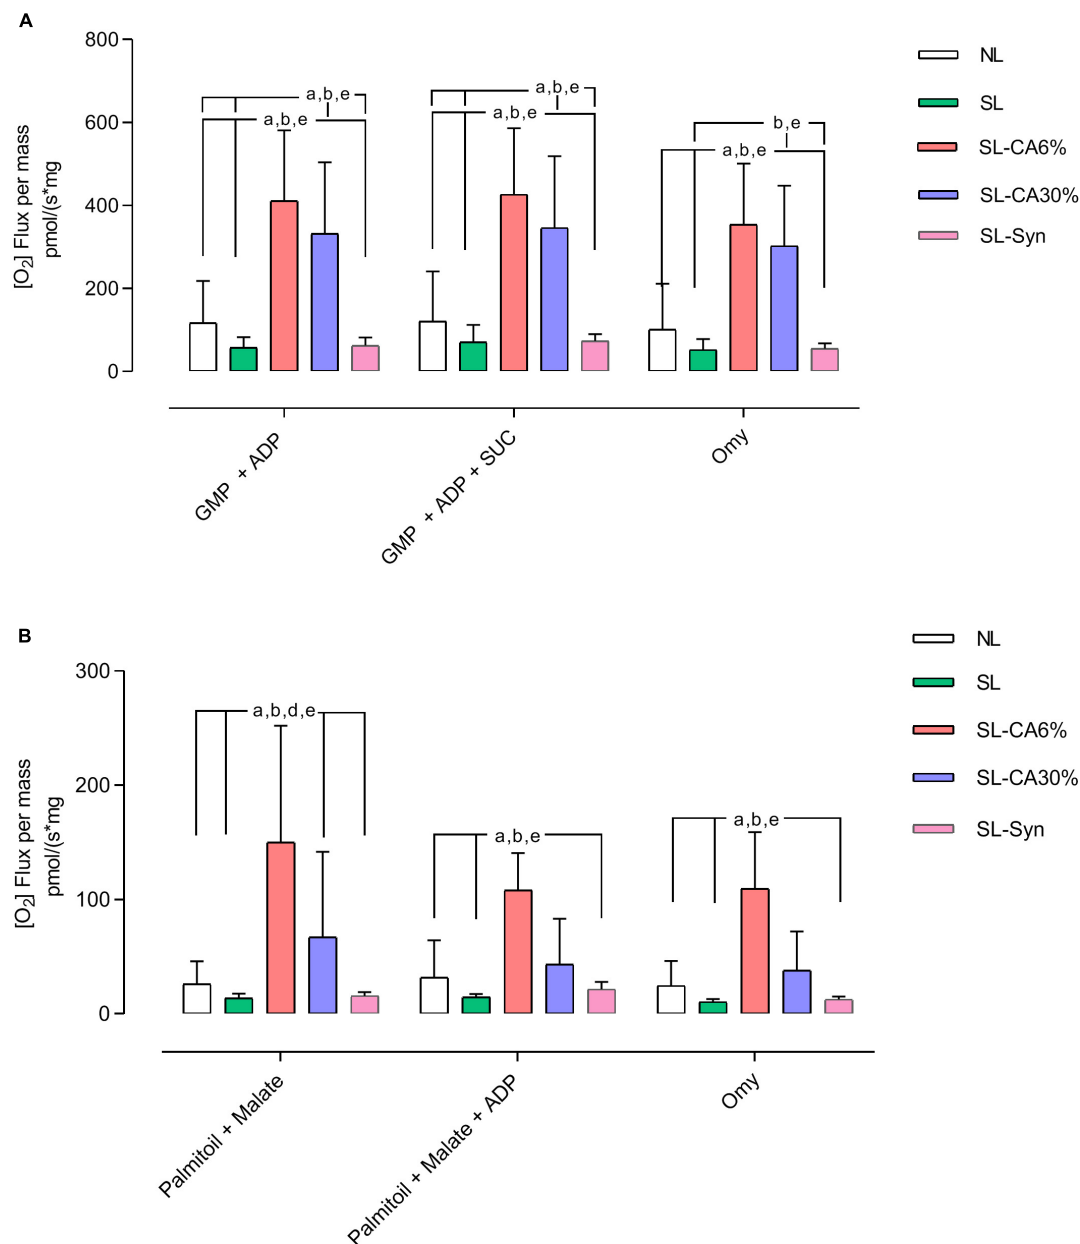 A
800
600
400
200
0
[O2] Flux per mass
pmol/(s*mg
a,b,e
a,b,e
a,b,e
a,b,e
b,e
a,b,e
NL
SL
SL-CA6%
SL-CA30%
SL-Syn
GMP + ADP
GMP + ADP + SUC
Omy
B
300
200
100
0
[O2] Flux per mass
pmol/(s*mg
a,b,d,e
a,b,e
a,b,e
NL
SL
SL-CA6%
SL-CA30%
SL-Syn
Palmitoil + Malate
Palmitoil + Malate + ADP
Omy